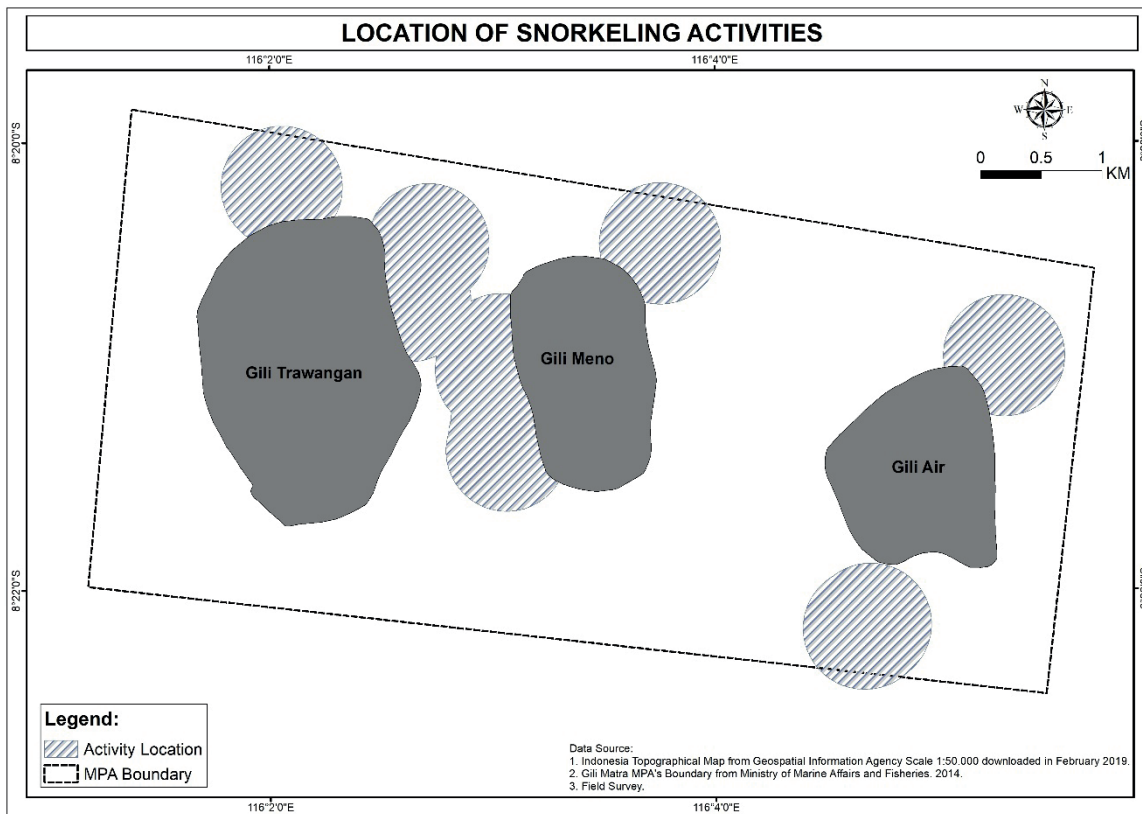 LOCATION OF SNORKELING ACTIVITIES
116°2'0"E
116°4'0"E
N
W
E
S
8°20'0"S
0 0.5 1
KM
Gili Meno
Gili Trawangan
Gili Air
8°22'0"S
Legend:
Activity Location
MPA Boundary
Data Source:
1. Indonesia Topographical Map from Geospatial Information Agency Scale 1:50.000 downloaded in February 2019.
2. Gili Matra MPA's Boundary from Ministry of Marine Affairs and Fisheries. 2014.
3. Field Survey.
116°2'0"E
116°4'0"E